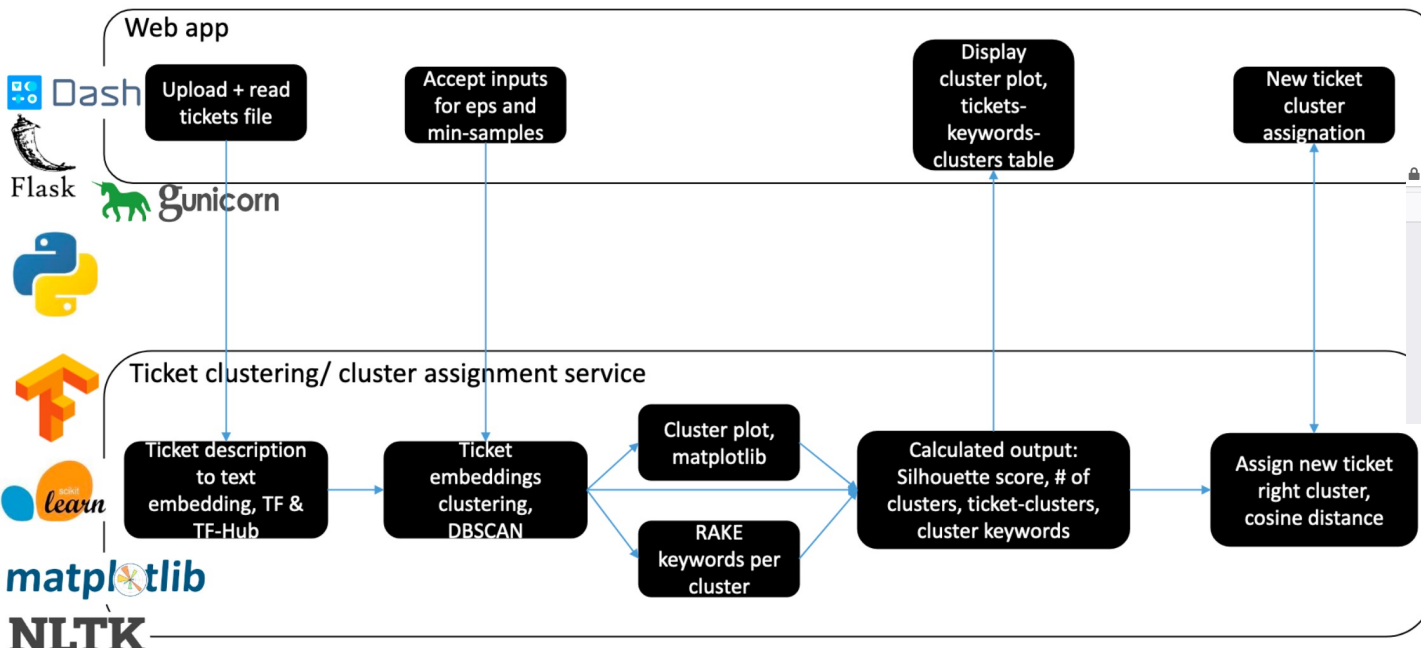 Web app
Dash
Flask
gunicorn
Upload + read
tickets file
Accept inputs
for eps and
min-samples
Display
cluster plot,
tickets-
keywords-
clusters table
New ticket
cluster
assignation
Ticket clustering/ cluster assignment service
Ticket description
to text
embedding, TF &
TF-Hub
Ticket
embeddings
clustering,
DBSCAN
Cluster plot,
matplotlib
RAKE
keywords per
cluster
Calculated output:
Silhouette score, # of
clusters, ticket-clusters,
cluster keywords
Assign new ticket
right cluster,
cosine distance
scikit
learn
matplotlib
NLTK